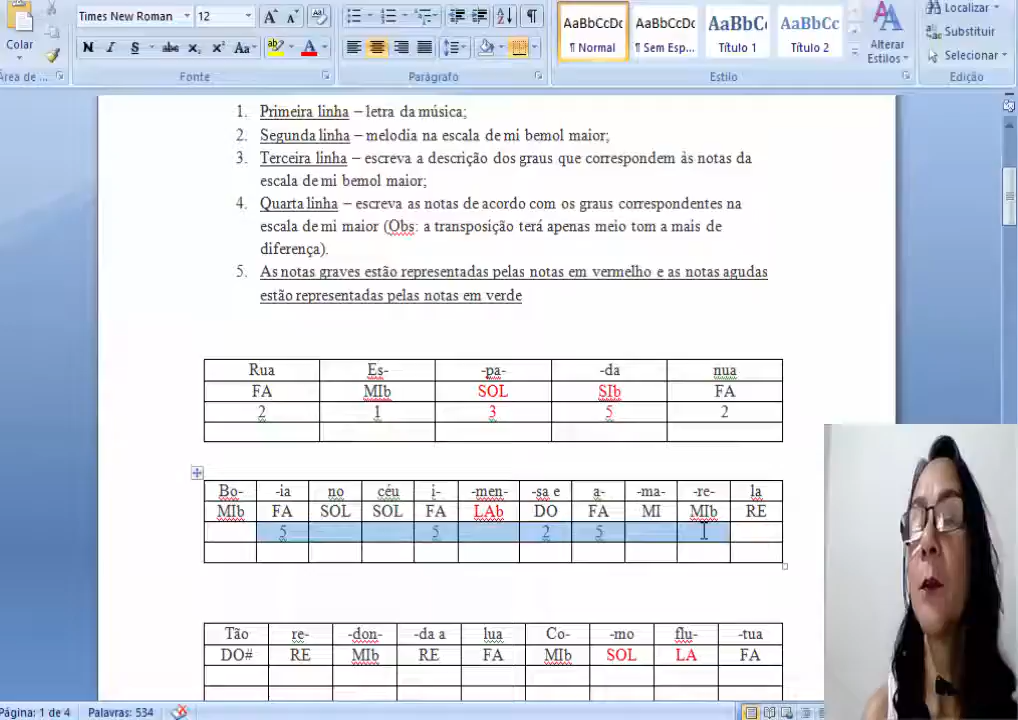 Times New Roman 12
Localizar
Substituir
Selecionar
Colar
N I S abc X₂ X² Aa
AaBbCcDc AaBbCcDc AaBbC AaBbCc
¶ Normal ¶ Sem Esp... Título 1 Título 2
Alterar
Estilos
Área de ... Fonte Parágrafo Estilo Edição
1. Primeira linha – letra da música;
2. Segunda linha – melodia na escala de mi bemol maior;
3. Terceira linha – escreva a descrição dos graus que correspondem às notas da
escala de mi bemol maior;
4. Quarta linha – escreva as notas de acordo com os graus correspondentes na
escala de mi maior (Obs: a transposição terá apenas meio tom a mais de
diferença).
5. As notas graves estão representadas pelas notas em vermelho e as notas agudas
estão representadas pelas notas em verde
Rua Es- -pa- -da nua
FA MIb SOL SIb FA
2 1 3 5 2
Bo- -ia no céu i- -men- -sa e a- -ma- -re- la
MIb FA SOL SOL FA LAb DO FA MI MIb RE
5 5 2 5
Tão re- -don- -da a lua Co- -mo flu- -tua
DO# RE MIb RE FA MIb SOL LA FA
Página: 1 de 4 Palavras: 534